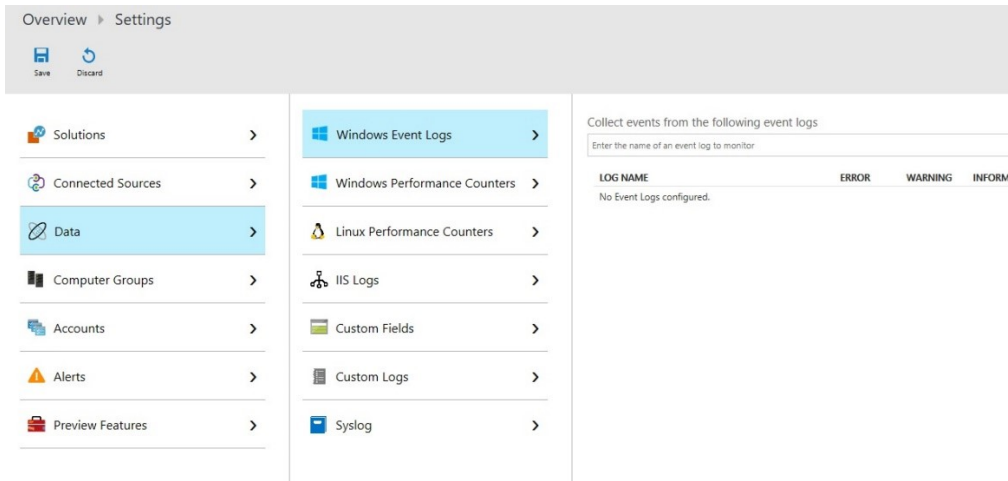 Overview Settings
Save Discard
Solutions
Connected Sources
Data
Computer Groups
Accounts
Alerts
Preview Features
Windows Event Logs
Windows Performance Counters
Linux Performance Counters
IIS Logs
Custom Fields
Custom Logs
Syslog
Collect events from the following event logs
Enter the name of an event log to monitor
LOG NAME ERROR WARNING INFORM
No Event Logs configured.